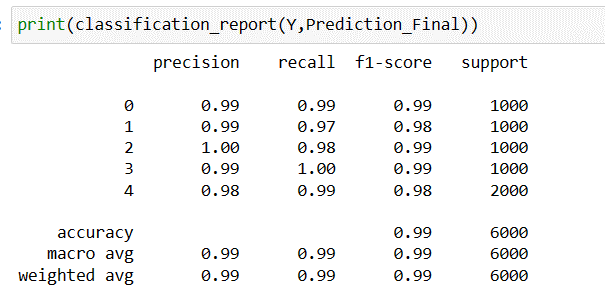 print(classification_report(Y,Prediction_Final))
precision recall f1-score support
0 0.99 0.99 0.99 1000
1 0.99 0.97 0.98 1000
2 1.00 0.98 0.99 1000
3 0.99 1.00 0.99 1000
4 0.98 0.99 0.98 2000
accuracy 0.99 6000
macro avg 0.99 0.99 0.99 6000
weighted avg 0.99 0.99 0.99 6000